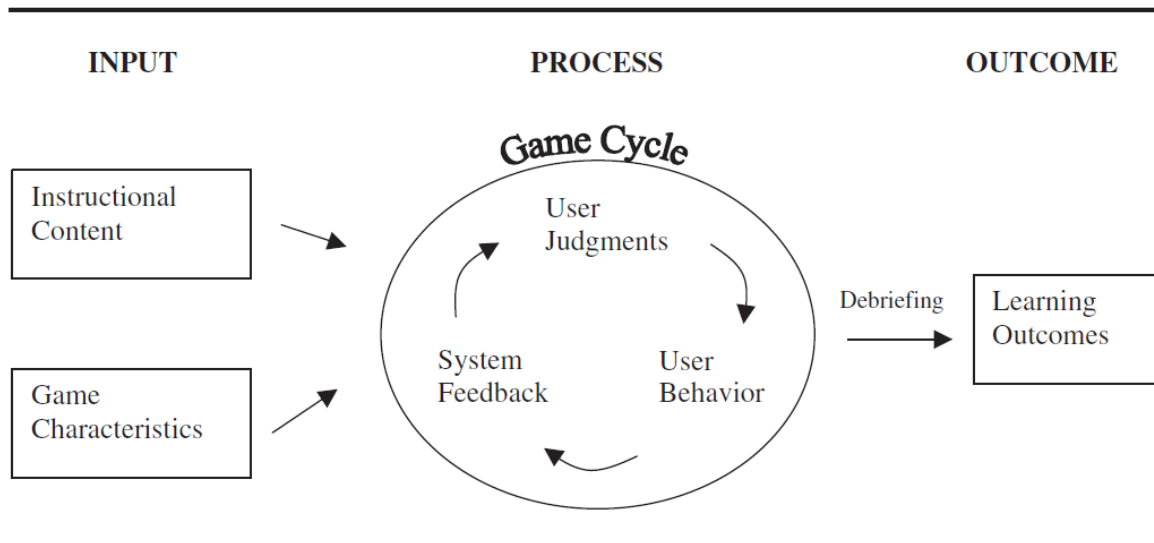 INPUT
PROCESS
OUTCOME
Game Cycle
Instructional
Content
Game
Characteristics
User
Judgments
User
Behavior
System
Feedback
Debriefing
Learning
Outcomes